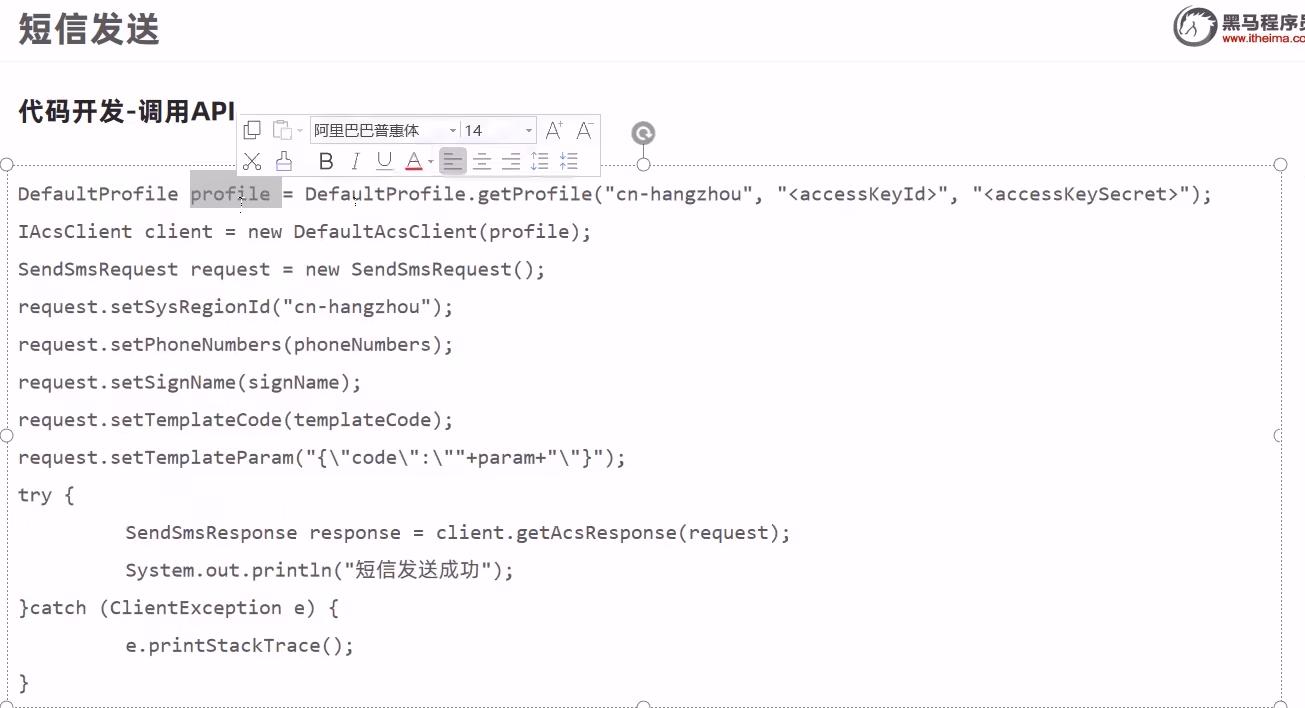 短信发送
黑马程序员
www.itheima.co
代码开发-调用API
阿里巴巴普惠体 14 A+ A-
B I U A
DefaultProfile profile = DefaultProfile.getProfile("cn-hangzhou", "<accessKeyId>", "<accessKeySecret>");
IAcsClient client = new DefaultAcsClient(profile);
SendSmsRequest request = new SendSmsRequest();
request.setSysRegionId("cn-hangzhou");
request.setPhoneNumbers(phoneNumbers);
request.setSignName(signName);
request.setTemplateCode(templateCode);
request.setTemplateParam("{\"code\":\""+param+"\"}");
try {
SendSmsResponse response = client.getAcsResponse(request);
System.out.println("短信发送成功");
}catch (ClientException e) {
e.printStackTrace();
}